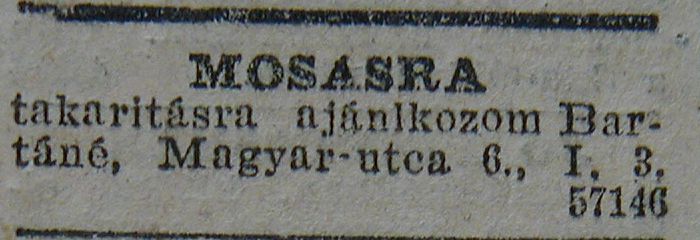 MOSASRA
takaritásra ajánlkozom Bar-
táné, Magyar-utca 6., I. 3.
57146